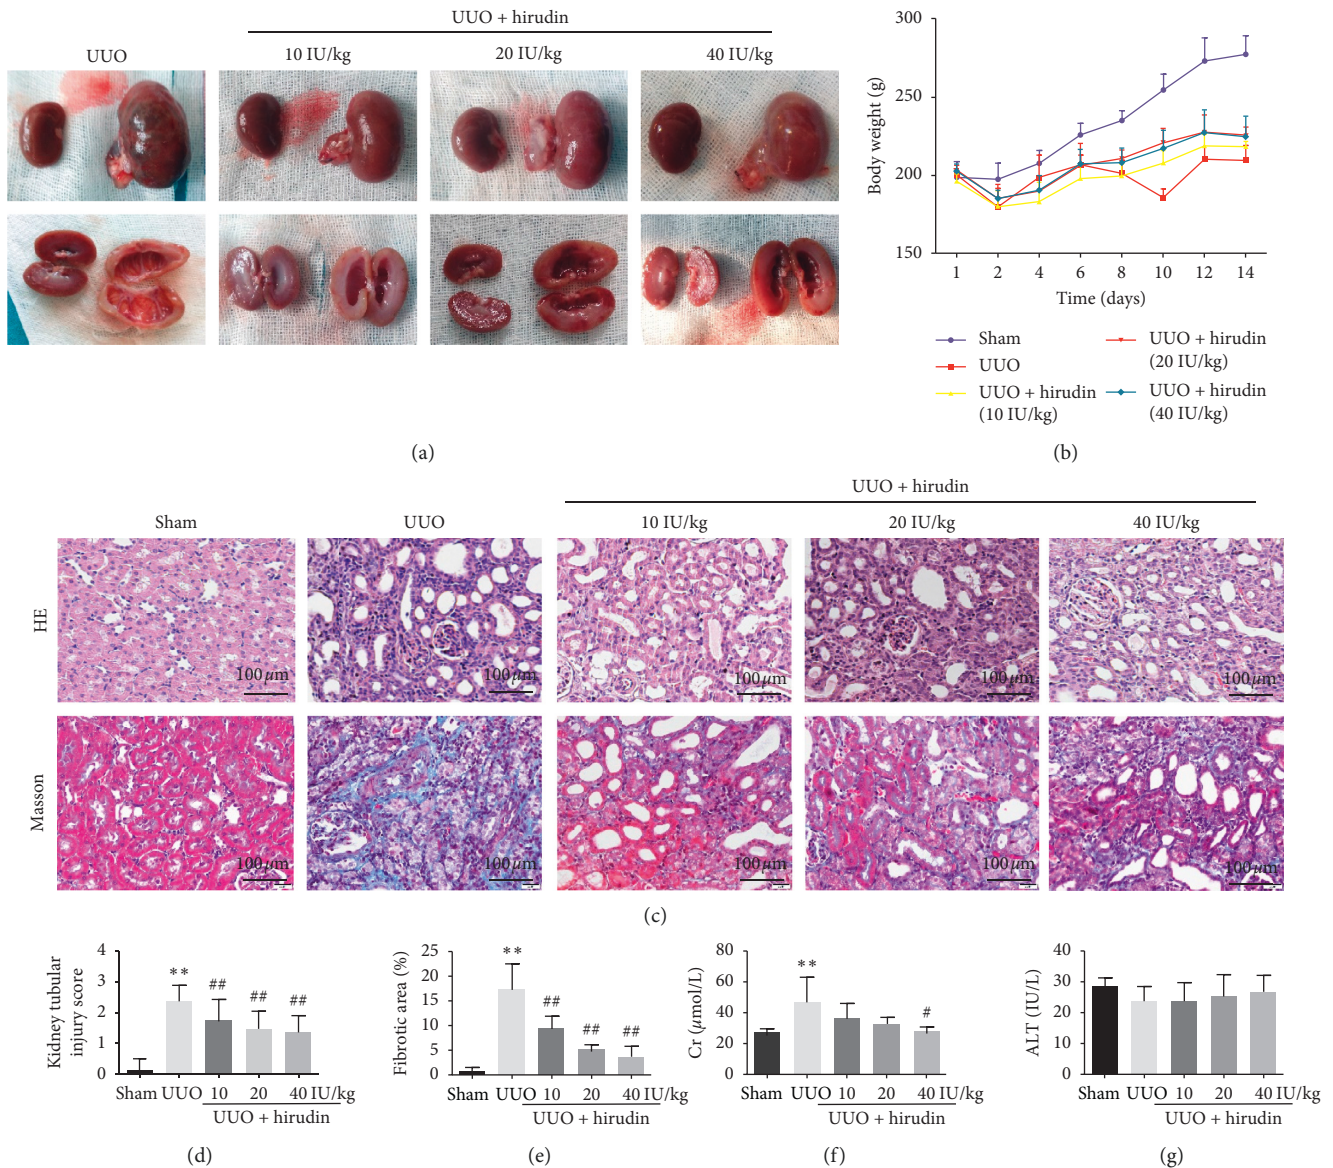 UUO + hirudin
UUO
10 IU/kg
20 IU/kg
40 IU/kg
(a)
300
250
200
150
Body weight (g)
1 2 4 6 8 10 12 14
Time (days)
Sham
UUO
UUO + hirudin
(10 IU/kg)
UUO + hirudin
(20 IU/kg)
UUO + hirudin
(40 IU/kg)
(b)
UUO + hirudin
Sham
UUO
10 IU/kg
20 IU/kg
40 IU/kg
HE
100 μm
100 μm
100 μm
100 μm
100 μm
Masson
100 μm
100 μm
100 μm
100 μm
100 μm
(c)
Kidney tubular
injury score
4
3
2
1
0
**
##
##
##
Sham UUO 10 20 40 IU/kg
UUO + hirudin
(d)
Fibrotic area (%)
25
20
15
10
5
0
**
##
##
##
Sham UUO 10 20 40 IU/kg
UUO + hirudin
(e)
Cr (μmol/L)
80
60
40
20
0
**
#
Sham UUO 10 20 40 IU/kg
UUO + hirudin
(f)
ALT (IU/L)
40
30
20
10
0
Sham UUO 10 20 40 IU/kg
UUO + hirudin
(g)